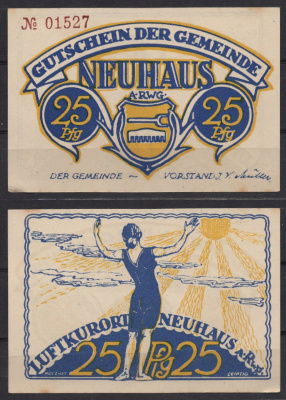 № 01527
GUTSCHEIN DER GEMEINDE
NEUHAUS
A·RWG·
25 Pfg 25 Pfg
DER GEMEINDE — VORSTAND, J. V.
LUFTKURORT NEUHAUS A·Rwg.
25 Pfg 25
LEIPZIG